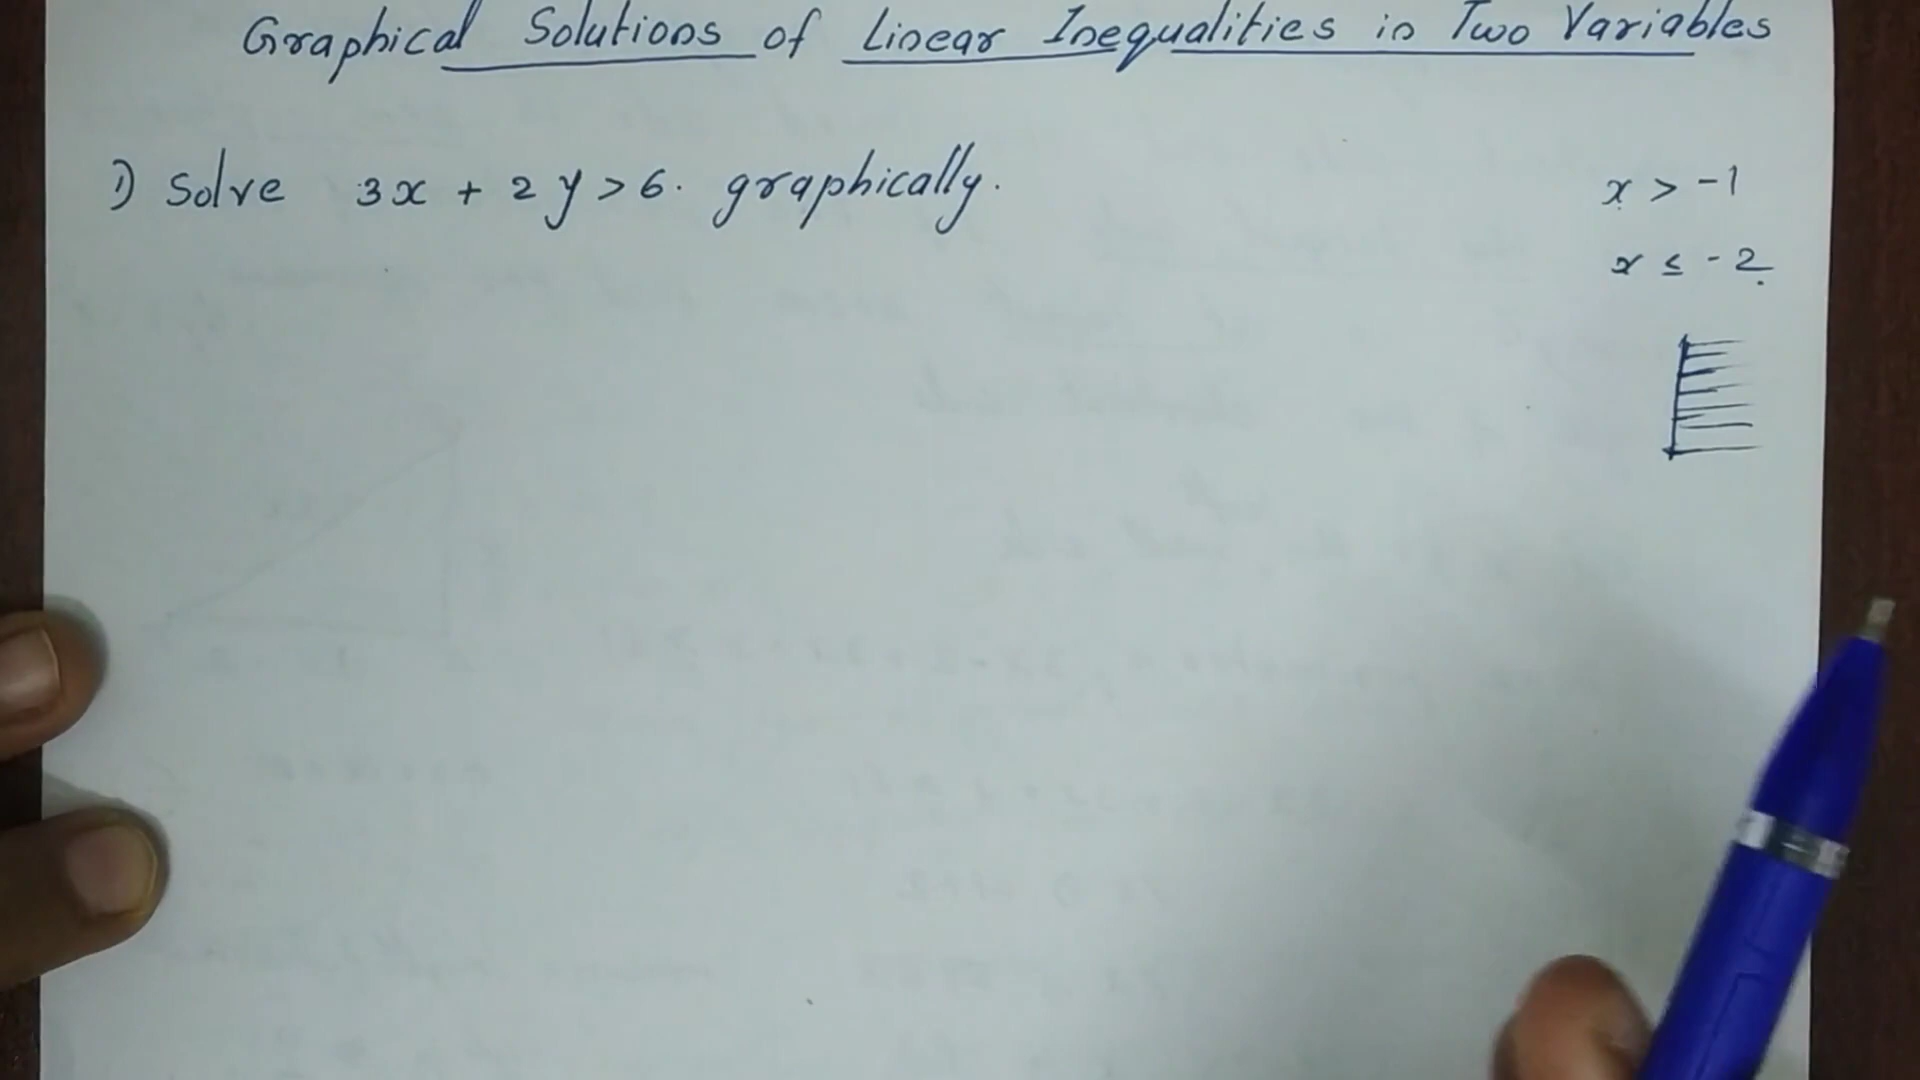 Graphical Solutions of Linear Inequalities in Two Variables
1) Solve 3x + 2y > 6. graphically.
x > -1
x ≤ -2